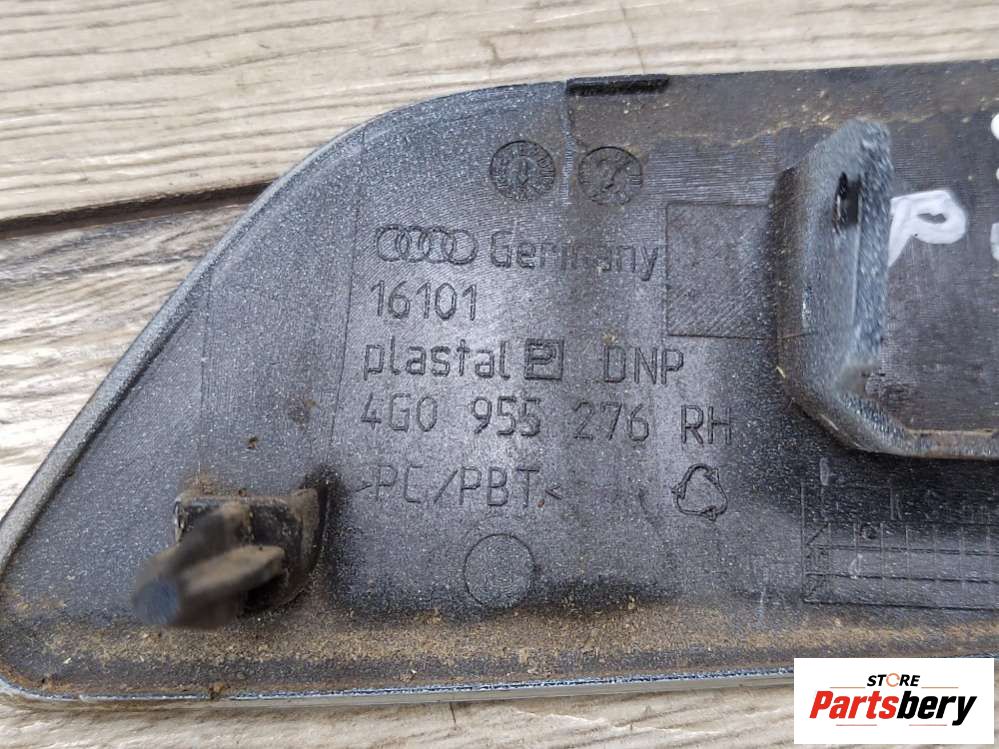 Germany
16101
plastal P DNP
4G0 955 276 RH
>PC/PBT<
P
STORE
Partsbery